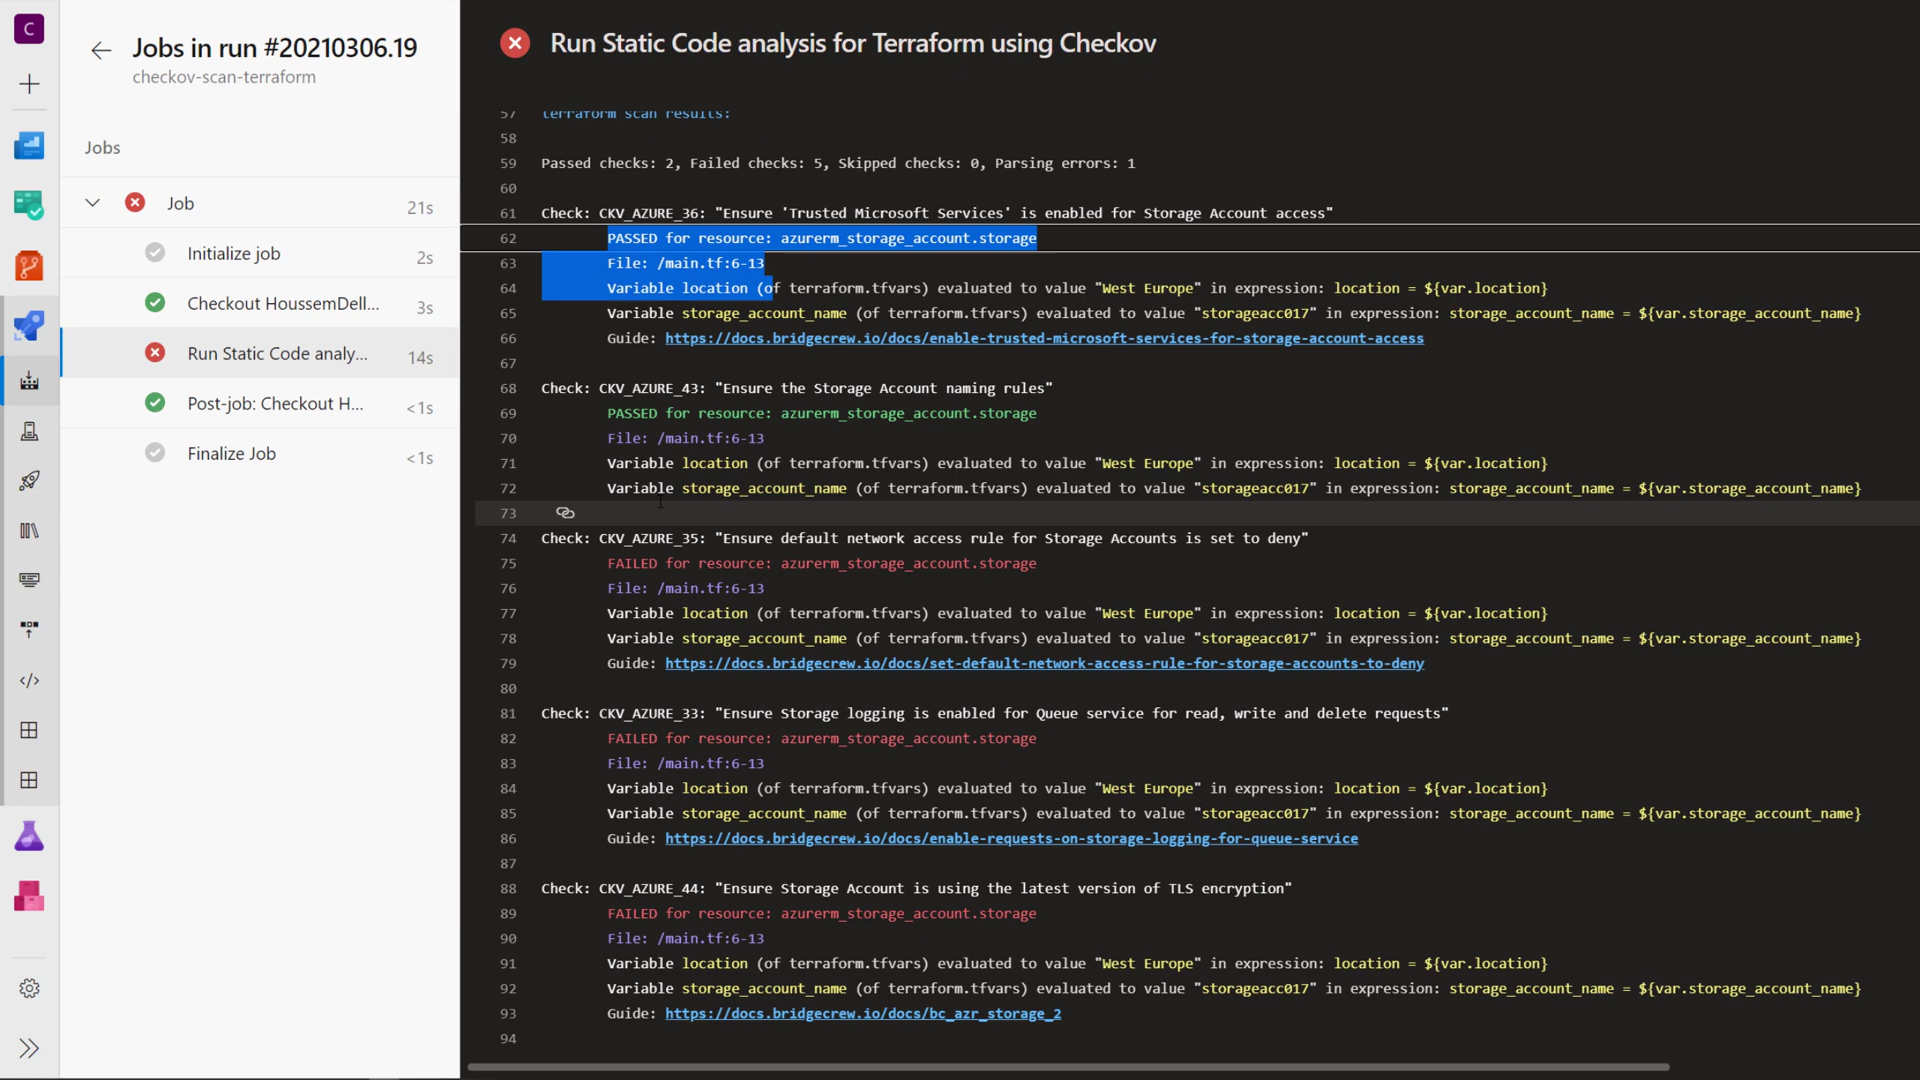 C
Jobs in run #20210306.19
checkov-scan-terraform
Jobs
Job 21s
Initialize job 2s
Checkout HoussemDell... 3s
Run Static Code analy... 14s
Post-job: Checkout H... <1s
Finalize Job <1s
Run Static Code analysis for Terraform using Checkov
57 terraform scan results:
58
59 Passed checks: 2, Failed checks: 5, Skipped checks: 0, Parsing errors: 1
60
61 Check: CKV_AZURE_36: "Ensure 'Trusted Microsoft Services' is enabled for Storage Account access"
62 PASSED for resource: azurerm_storage_account.storage
63 File: /main.tf:6-13
64 Variable location (of terraform.tfvars) evaluated to value "West Europe" in expression: location = ${var.location}
65 Variable storage_account_name (of terraform.tfvars) evaluated to value "storageacc017" in expression: storage_account_name = ${var.storage_account_name}
66 Guide: https://docs.bridgecrew.io/docs/enable-trusted-microsoft-services-for-storage-account-access
67
68 Check: CKV_AZURE_43: "Ensure the Storage Account naming rules"
69 PASSED for resource: azurerm_storage_account.storage
70 File: /main.tf:6-13
71 Variable location (of terraform.tfvars) evaluated to value "West Europe" in expression: location = ${var.location}
72 Variable storage_account_name (of terraform.tfvars) evaluated to value "storageacc017" in expression: storage_account_name = ${var.storage_account_name}
73
74 Check: CKV_AZURE_35: "Ensure default network access rule for Storage Accounts is set to deny"
75 FAILED for resource: azurerm_storage_account.storage
76 File: /main.tf:6-13
77 Variable location (of terraform.tfvars) evaluated to value "West Europe" in expression: location = ${var.location}
78 Variable storage_account_name (of terraform.tfvars) evaluated to value "storageacc017" in expression: storage_account_name = ${var.storage_account_name}
79 Guide: https://docs.bridgecrew.io/docs/set-default-network-access-rule-for-storage-accounts-to-deny
80
81 Check: CKV_AZURE_33: "Ensure Storage logging is enabled for Queue service for read, write and delete requests"
82 FAILED for resource: azurerm_storage_account.storage
83 File: /main.tf:6-13
84 Variable location (of terraform.tfvars) evaluated to value "West Europe" in expression: location = ${var.location}
85 Variable storage_account_name (of terraform.tfvars) evaluated to value "storageacc017" in expression: storage_account_name = ${var.storage_account_name}
86 Guide: https://docs.bridgecrew.io/docs/enable-requests-on-storage-logging-for-queue-service
87
88 Check: CKV_AZURE_44: "Ensure Storage Account is using the latest version of TLS encryption"
89 FAILED for resource: azurerm_storage_account.storage
90 File: /main.tf:6-13
91 Variable location (of terraform.tfvars) evaluated to value "West Europe" in expression: location = ${var.location}
92 Variable storage_account_name (of terraform.tfvars) evaluated to value "storageacc017" in expression: storage_account_name = ${var.storage_account_name}
93 Guide: https://docs.bridgecrew.io/docs/bc_azr_storage_2
94